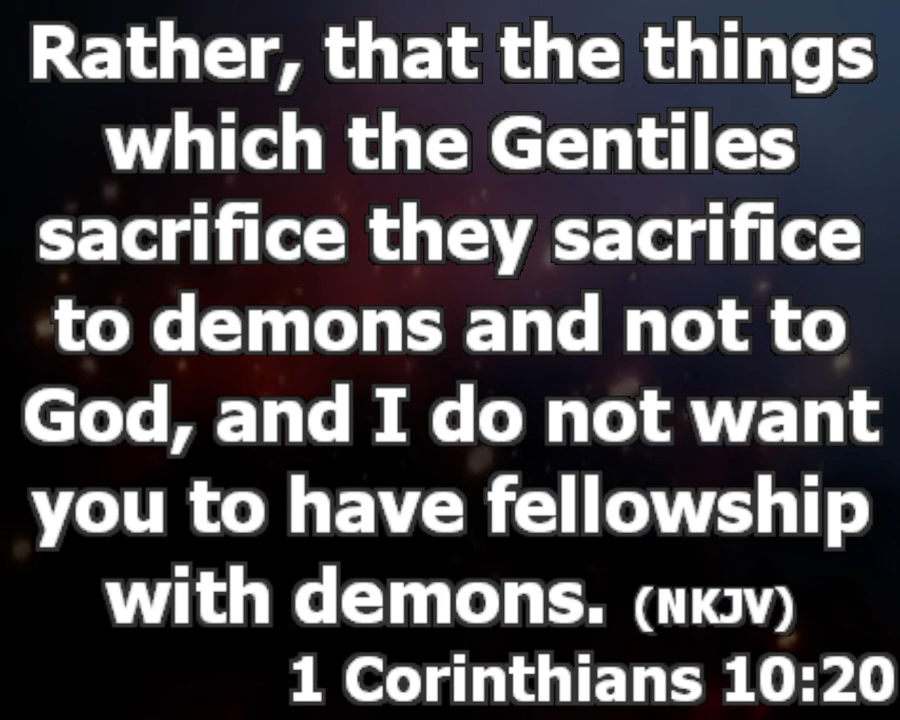 Rather, that the things
which the Gentiles
sacrifice they sacrifice
to demons and not to
God, and I do not want
you to have fellowship
with demons. (NKJV)
1 Corinthians 10:20